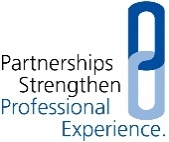 Partnerships
Strengthen
Professional
Experience.